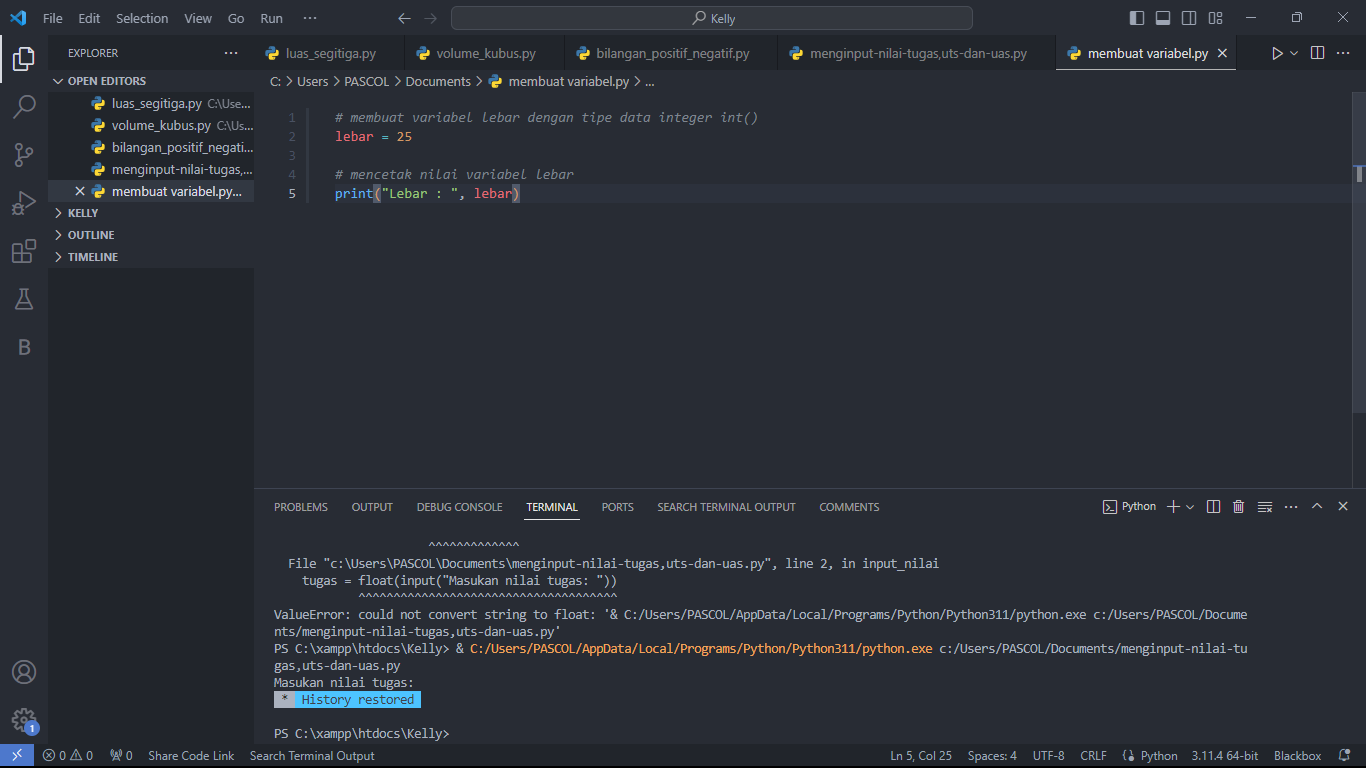 File Edit Selection View Go Run ··· Kelly
EXPLORER ···
OPEN EDITORS
luas_segitiga.py C:\Use...
volume_kubus.py C:\Us...
bilangan_positif_negati...
menginput-nilai-tugas,...
membuat variabel.py...
KELLY
OUTLINE
TIMELINE
B
1
luas_segitiga.py volume_kubus.py bilangan_positif_negatif.py menginput-nilai-tugas,uts-dan-uas.py membuat variabel.py
C: > Users > PASCOL > Documents > membuat variabel.py > ...
1 # membuat variabel lebar dengan tipe data integer int()
2 lebar = 25
3
4 # mencetak nilai variabel lebar
5 print("Lebar : ", lebar)
PROBLEMS OUTPUT DEBUG CONSOLE TERMINAL PORTS SEARCH TERMINAL OUTPUT COMMENTS Python
^^^^^^^^^^^^^
File "c:\Users\PASCOL\Documents\menginput-nilai-tugas,uts-dan-uas.py", line 2, in input_nilai
tugas = float(input("Masukan nilai tugas: "))
^^^^^^^^^^^^^^^^^^^^^^^^^^^^^^^^^^^^^
ValueError: could not convert string to float: '& C:/Users/PASCOL/AppData/Local/Programs/Python/Python311/python.exe c:/Users/PASCOL/Docume
nts/menginput-nilai-tugas,uts-dan-uas.py'
PS C:\xampp\htdocs\Kelly> & C:/Users/PASCOL/AppData/Local/Programs/Python/Python311/python.exe c:/Users/PASCOL/Documents/menginput-nilai-tu
gas,uts-dan-uas.py
Masukan nilai tugas:
* History restored
PS C:\xampp\htdocs\Kelly>
0 0 0 Share Code Link Search Terminal Output Ln 5, Col 25 Spaces: 4 UTF-8 CRLF Python 3.11.4 64-bit Blackbox